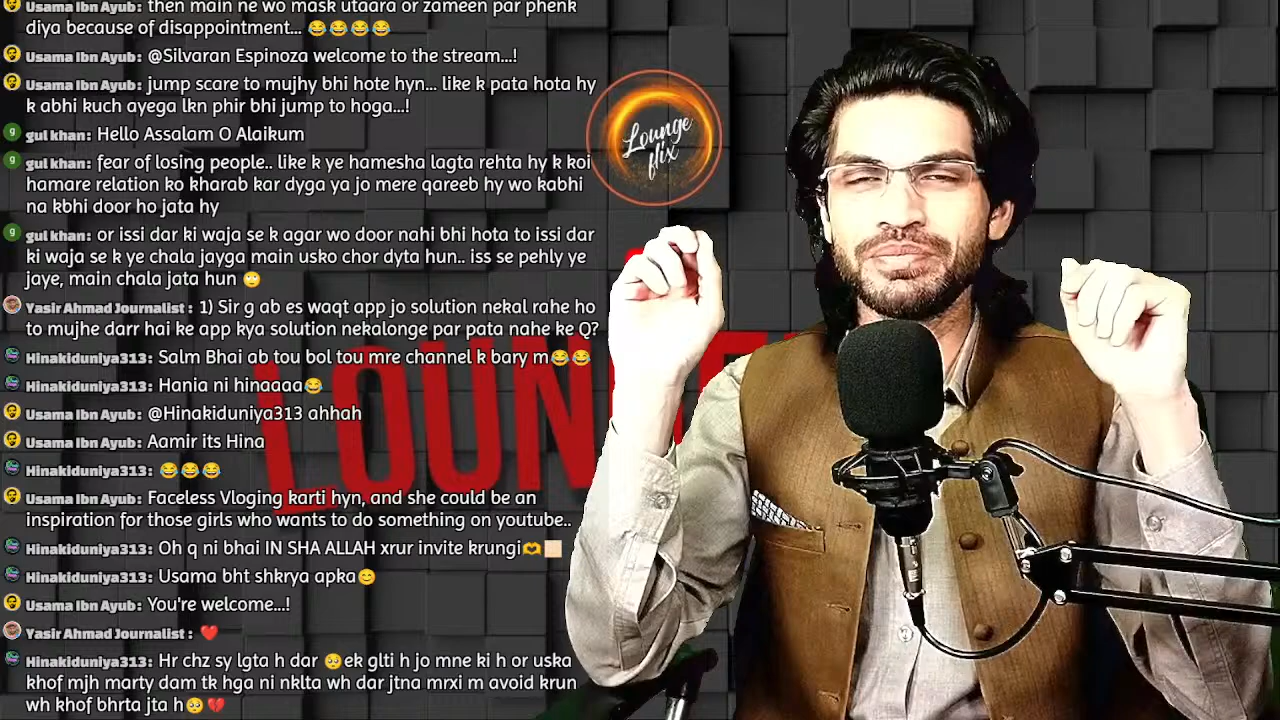 Usama Ibn Ayub: then main ne wo mask utaara or zameen par phenk
diya because of disappointment... 😂😂😂😂
Usama Ibn Ayub: @Silvaran Espinoza welcome to the stream...!
Usama Ibn Ayub: jump scare to mujhy bhi hote hyn... like k pata hota hy
k abhi kuch ayega lkn phir bhi jump to hoga...!
g gul khan: Hello Assalam O Alaikum
g gul khan: fear of losing people.. like k ye hamesha lagta rehta hy k koi
hamare relation ko kharab kar dyga ya jo mere qareeb hy wo kabhi
na kbhi door ho jata hy
g gul khan: or issi dar ki waja se k agar wo door nahi bhi hota to issi dar
ki waja se k ye chala jayga main usko chor dyta hun.. iss se pehly ye
jaye, main chala jata hun 🙄
Yasir Ahmad Journalist : 1) Sir g ab es waqt app jo solution nekal rahe ho
to mujhe darr hai ke app kya solution nekalonge par pata nahe ke Q?
Hinakiduniya313: Salm Bhai ab tou bol tou mre channel k bary m😂😂
Hinakiduniya313: Hania ni hinaaaa😂
Usama Ibn Ayub: @Hinakiduniya313 ahhah
Usama Ibn Ayub: Aamir its Hina
Hinakiduniya313: 😂😂😂
Usama Ibn Ayub: Faceless Vloging karti hyn, and she could be an
inspiration for those girls who wants to do something on youtube..
Hinakiduniya313: Oh q ni bhai IN SHA ALLAH xrur invite krungi🫶🏻
Hinakiduniya313: Usama bht shkrya apka😊
Usama Ibn Ayub: You're welcome...!
Yasir Ahmad Journalist : ❤️
Hinakiduniya313: Hr chz sy lgta h dar 🥺ek glti h jo mne ki h or uska
khof mjh marty dam tk hga ni nklta wh dar jtna mrxi m avoid krun
wh khof bhrta jta h🥺💔
Lounge
flix